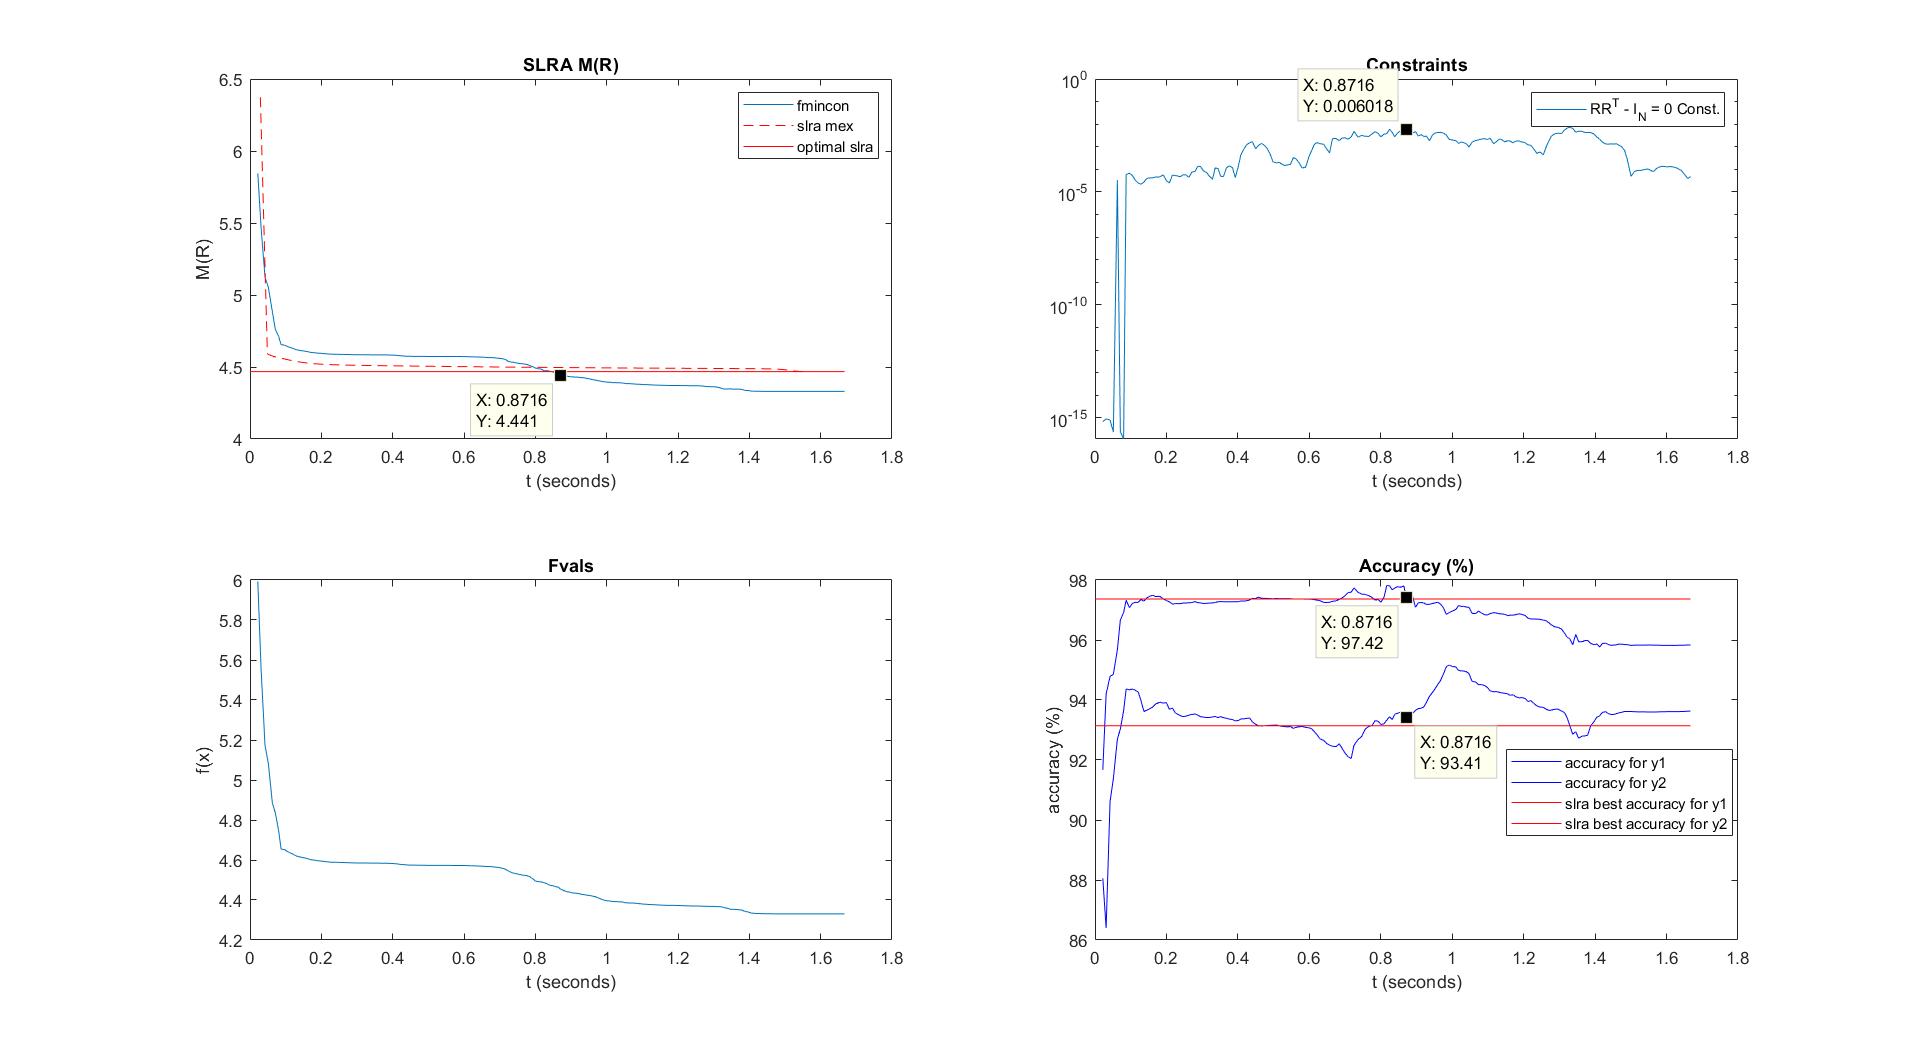 SLRA M(R)
6.5
6
5.5
5
4.5
4
M(R)
fmincon
slra mex
optimal slra
X: 0.8716
Y: 4.441
0 0.2 0.4 0.6 0.8 1 1.2 1.4 1.6 1.8
t (seconds)
Constraints
10^0
10^-5
10^-10
10^-15
X: 0.8716
Y: 0.006018
RR^T - I_N = 0 Const.
0 0.2 0.4 0.6 0.8 1 1.2 1.4 1.6 1.8
t (seconds)
Fvals
6
5.8
5.6
5.4
5.2
5
4.8
4.6
4.4
4.2
f(x)
0 0.2 0.4 0.6 0.8 1 1.2 1.4 1.6 1.8
t (seconds)
Accuracy (%)
98
96
94
92
90
88
86
accuracy (%)
X: 0.8716
Y: 97.42
X: 0.8716
Y: 93.41
accuracy for y1
accuracy for y2
slra best accuracy for y1
slra best accuracy for y2
0 0.2 0.4 0.6 0.8 1 1.2 1.4 1.6 1.8
t (seconds)